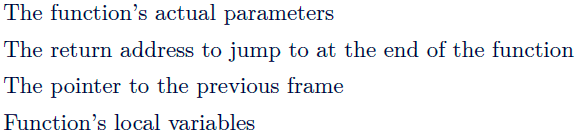 The function's actual parameters
The return address to jump to at the end of the function
The pointer to the previous frame
Function's local variables